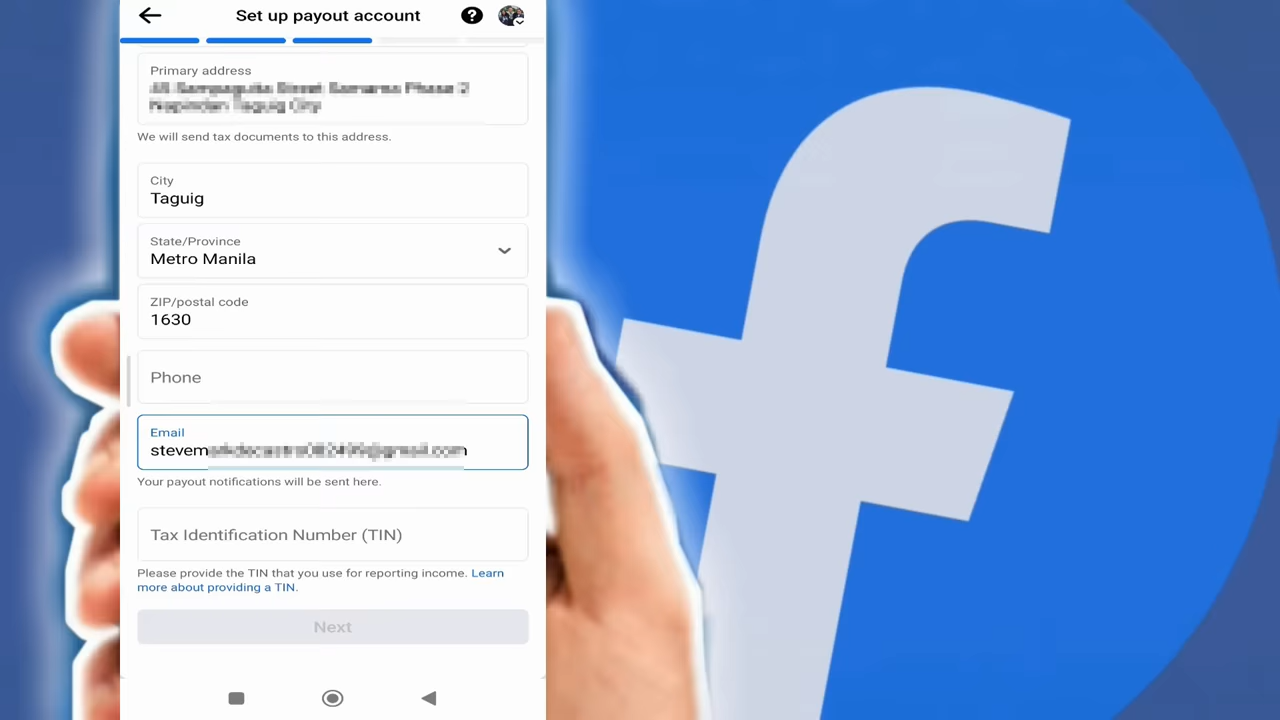 Set up payout account
Primary address
We will send tax documents to this address.
City
Taguig
State/Province
Metro Manila
ZIP/postal code
1630
Phone
Email
Your payout notifications will be sent here.
Tax Identification Number (TIN)
Please provide the TIN that you use for reporting income. Learn
more about providing a TIN.
Next